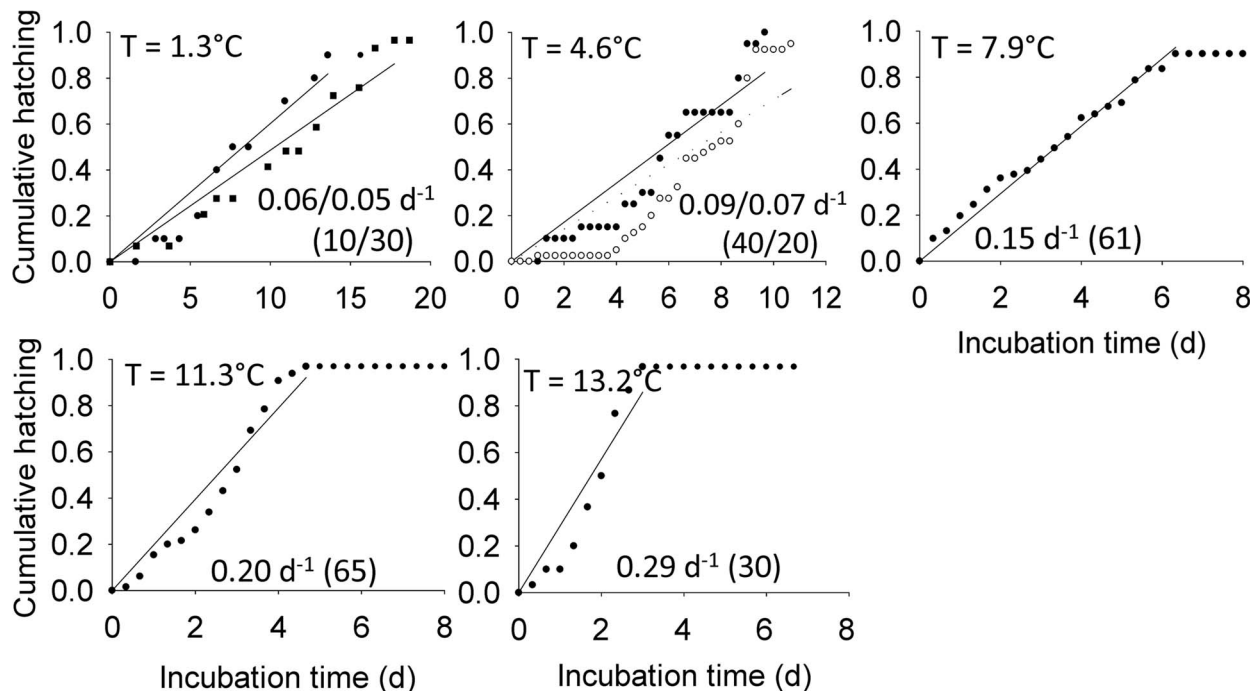 Cumulative hatching
1.0
0.8
0.6
0.4
0.2
0.0
T = 1.3°C
0.06/0.05 d-1
(10/30)
0 5 10 15 20
1.0
0.8
0.6
0.4
0.2
0.0
T = 4.6°C
0.09/0.07 d-1
(40/20)
0 2 4 6 8 10 12
1.0
0.8
0.6
0.4
0.2
0.0
T = 7.9°C
0.15 d-1 (61)
0 2 4 6 8
Incubation time (d)
Cumulative hatching
1.0
0.8
0.6
0.4
0.2
0.0
T = 11.3°C
0.20 d-1 (65)
0 2 4 6 8
Incubation time (d)
1.0
0.8
0.6
0.4
0.2
0.0
T = 13.2°C
0.29 d-1 (30)
0 2 4 6 8
Incubation time (d)